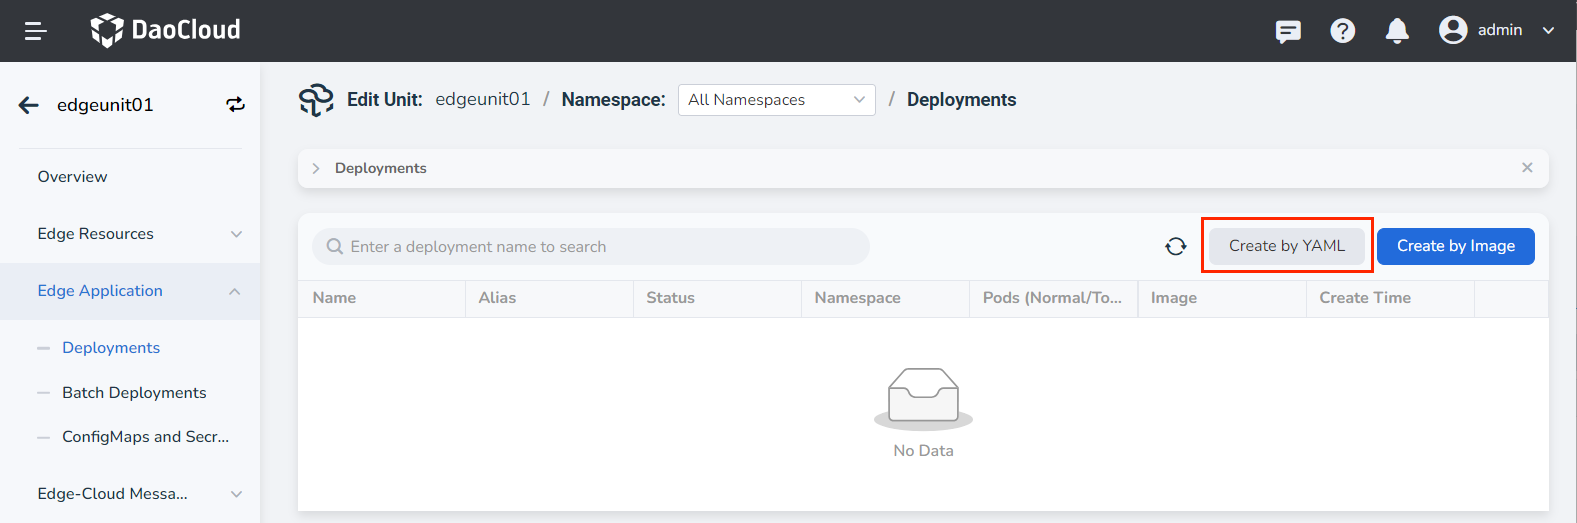 DaoCloud
admin
edgeunit01
Edit Unit: edgeunit01 / Namespace: All Namespaces / Deployments
Overview
Edge Resources
Edge Application
Deployments
Batch Deployments
ConfigMaps and Secr...
Edge-Cloud Messa...
Deployments
Enter a deployment name to search
Create by YAML
Create by Image
Name Alias Status Namespace Pods (Normal/To... Image Create Time
No Data